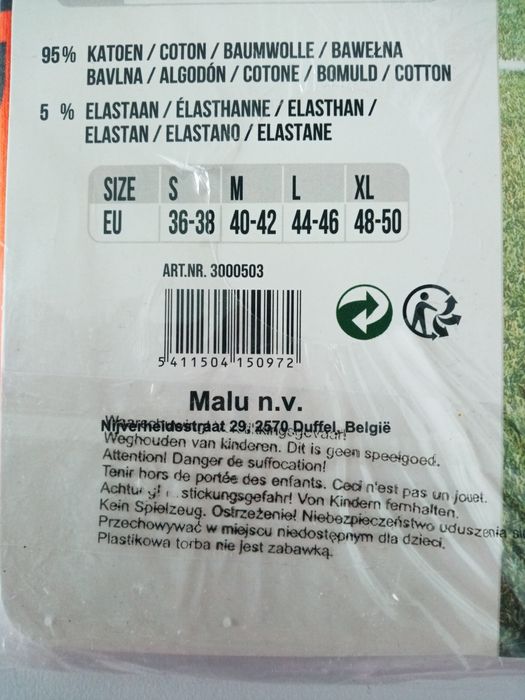 95% KATOEN / COTON / BAUMWOLLE / BAWEŁNA
BAVLNA / ALGODÓN / COTONE / BOMULD / COTTON
5 % ELASTAAN / ÉLASTHANNE / ELASTHAN /
ELASTAN / ELASTANO / ELASTANE
SIZE S M L XL
EU 36-38 40-42 44-46 48-50
ART.NR. 3000503
5 411504 150972
Malu n.v.
Nijverheidsstraat 29, 2570 Duffel, België
Weghouden van kinderen. Dit is geen speelgoed.
Attention! Danger de suffocation!
Tenir hors de portée des enfants. Ceci n'est pas un jouet.
stickungsgefahr! Von Kindern fernhalten.
Kein Spielzeug. Ostrzeżenie! Niebezpieczeństwo uduszenia
Przechowywać w miejscu niedostępnym dla dzieci.
Plastikowa torba nie jest zabawką.